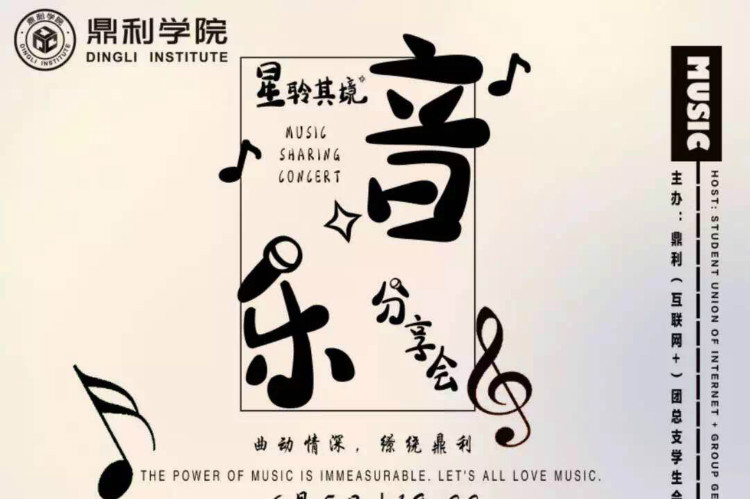 鼎利学院
DINGLI INSTITUTE
星聆其境
MUSIC
SHARING
CONCERT
音
乐
分享会
曲动情深，缭绕鼎利
THE POWER OF MUSIC IS IMMEASURABLE. LET'S ALL LOVE MUSIC.
MUSIC
HOST: STUDENT UNION OF INTERNET + GROUP GE
主办：鼎利（互联网+）团总支学生会